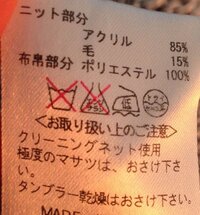 ニット部分
アクリル 85%
毛 15%
布帛部分 ポリエステル 100%
低
<お取り扱い上のご注意>
クリーニングネット使用
極度のマサツは、おさけ下さ
い。
タンブラー乾燥はおさけ下さ
い。
MADE